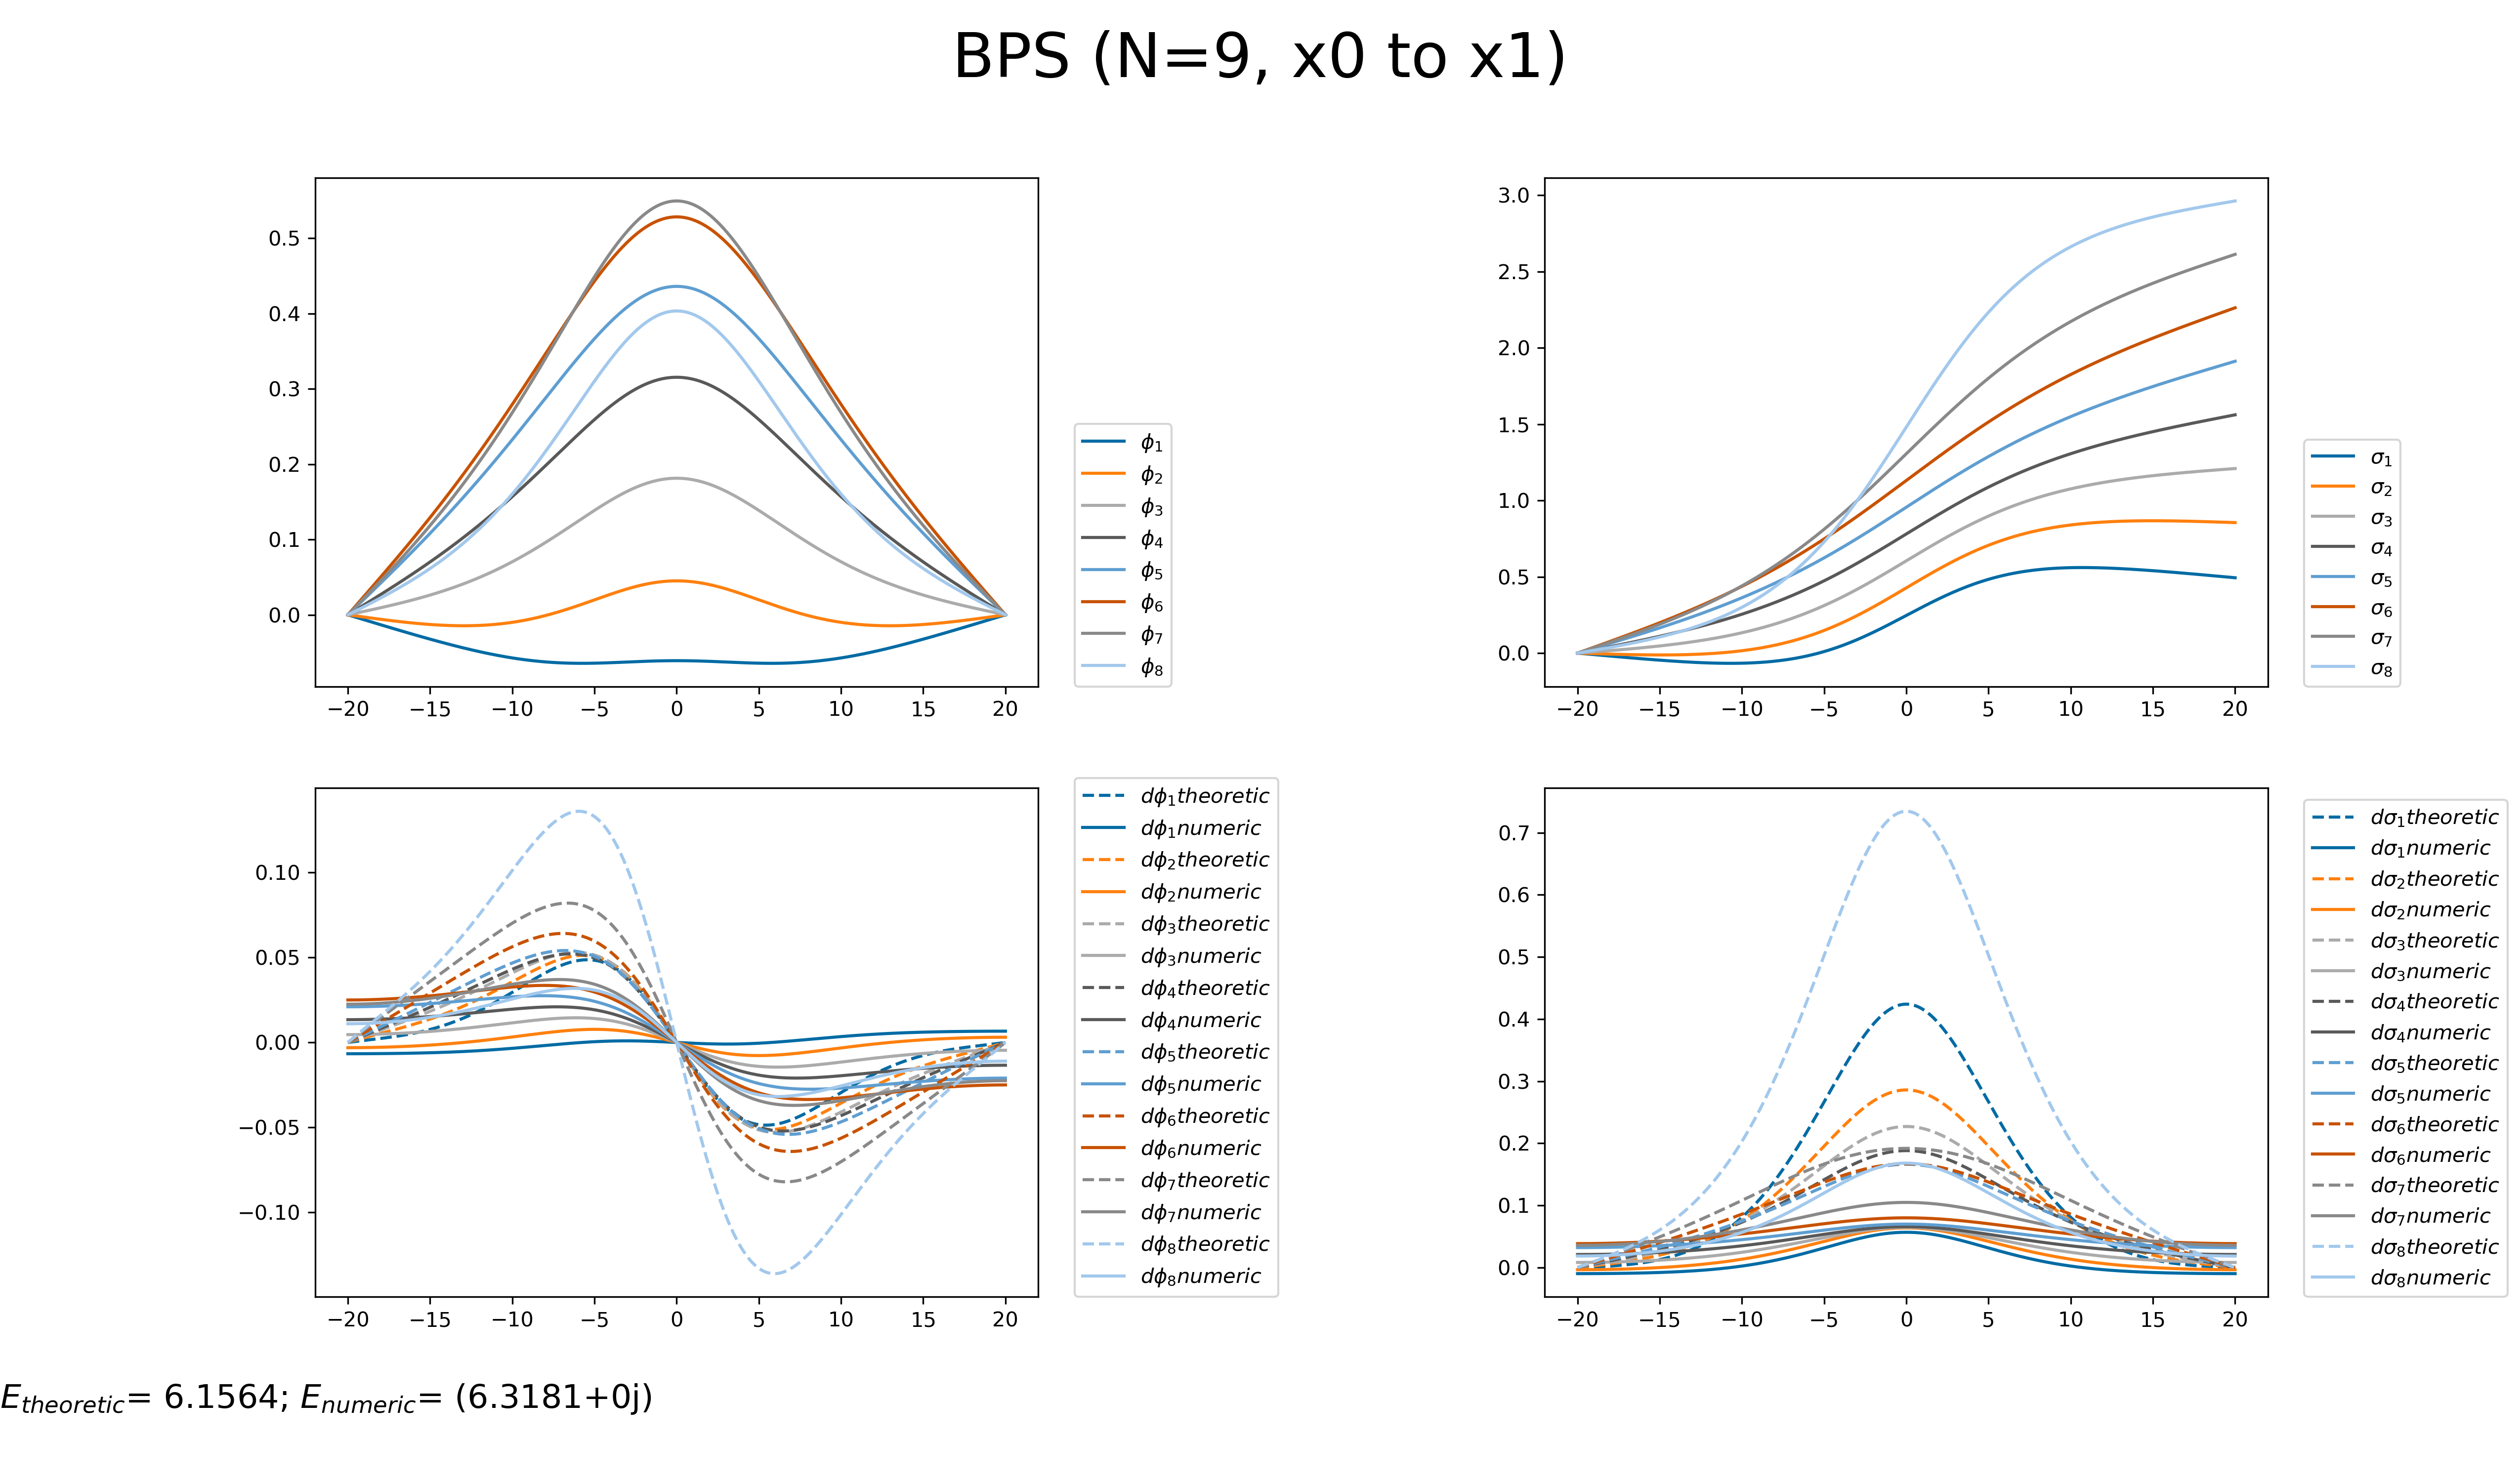 BPS (N=9, x0 to x1)
0.5
0.4
0.3
0.2
0.1
0.0
−20 −15 −10 −5 0 5 10 15 20
ϕ1
ϕ2
ϕ3
ϕ4
ϕ5
ϕ6
ϕ7
ϕ8
3.0
2.5
2.0
1.5
1.0
0.5
0.0
−20 −15 −10 −5 0 5 10 15 20
σ1
σ2
σ3
σ4
σ5
σ6
σ7
σ8
0.10
0.05
0.00
−0.05
−0.10
−20 −15 −10 −5 0 5 10 15 20
dϕ1theoretic
dϕ1numeric
dϕ2theoretic
dϕ2numeric
dϕ3theoretic
dϕ3numeric
dϕ4theoretic
dϕ4numeric
dϕ5theoretic
dϕ5numeric
dϕ6theoretic
dϕ6numeric
dϕ7theoretic
dϕ7numeric
dϕ8theoretic
dϕ8numeric
0.7
0.6
0.5
0.4
0.3
0.2
0.1
0.0
−20 −15 −10 −5 0 5 10 15 20
dσ1theoretic
dσ1numeric
dσ2theoretic
dσ2numeric
dσ3theoretic
dσ3numeric
dσ4theoretic
dσ4numeric
dσ5theoretic
dσ5numeric
dσ6theoretic
dσ6numeric
dσ7theoretic
dσ7numeric
dσ8theoretic
dσ8numeric
Etheoretic= 6.1564; Enumeric= (6.3181+0j)